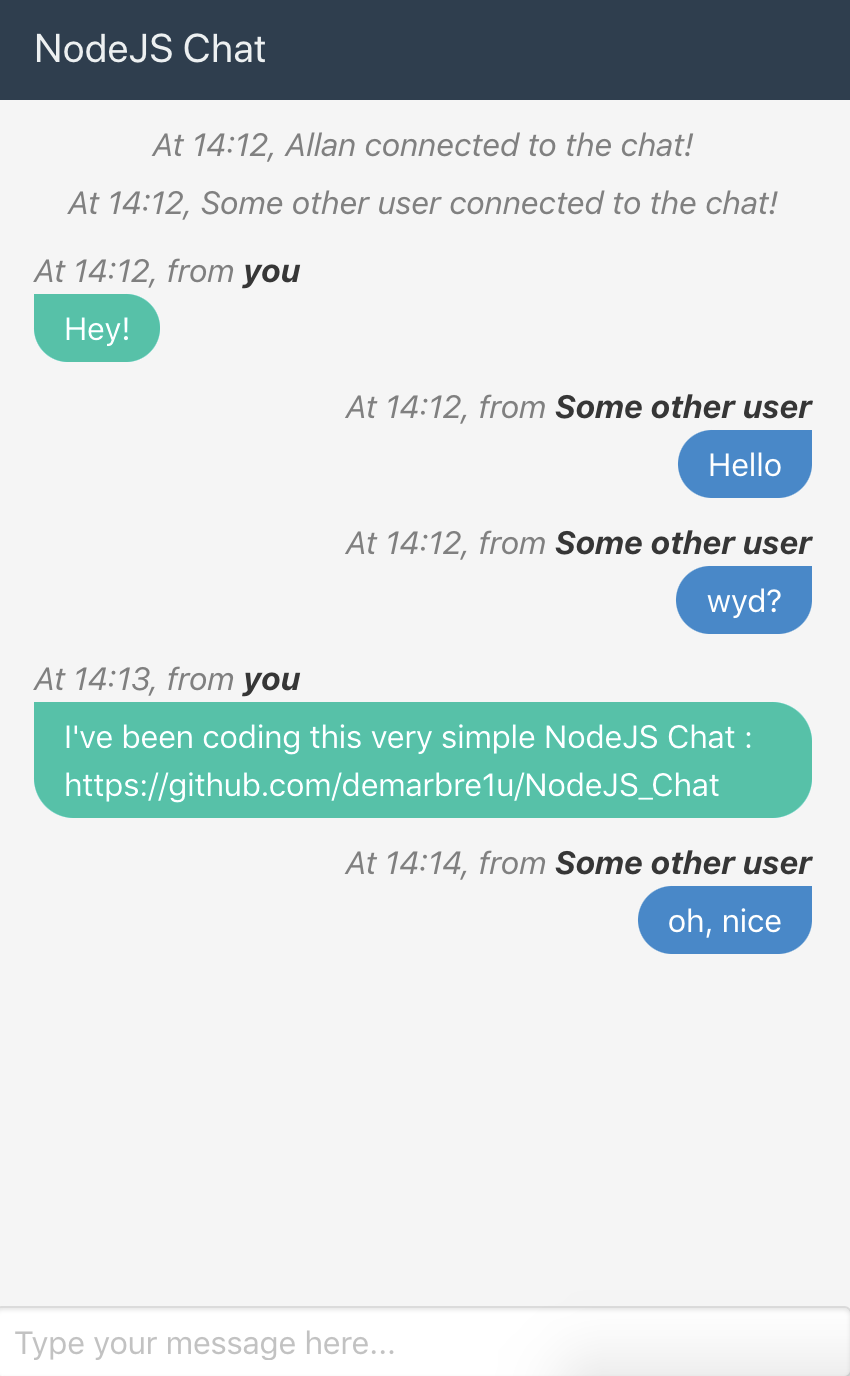 NodeJS Chat
At 14:12, Allan connected to the chat!
At 14:12, Some other user connected to the chat!
At 14:12, from you
Hey!
At 14:12, from Some other user
Hello
At 14:12, from Some other user
wyd?
At 14:13, from you
I've been coding this very simple NodeJS Chat :
https://github.com/demarbre1u/NodeJS_Chat
At 14:14, from Some other user
oh, nice
Type your message here...